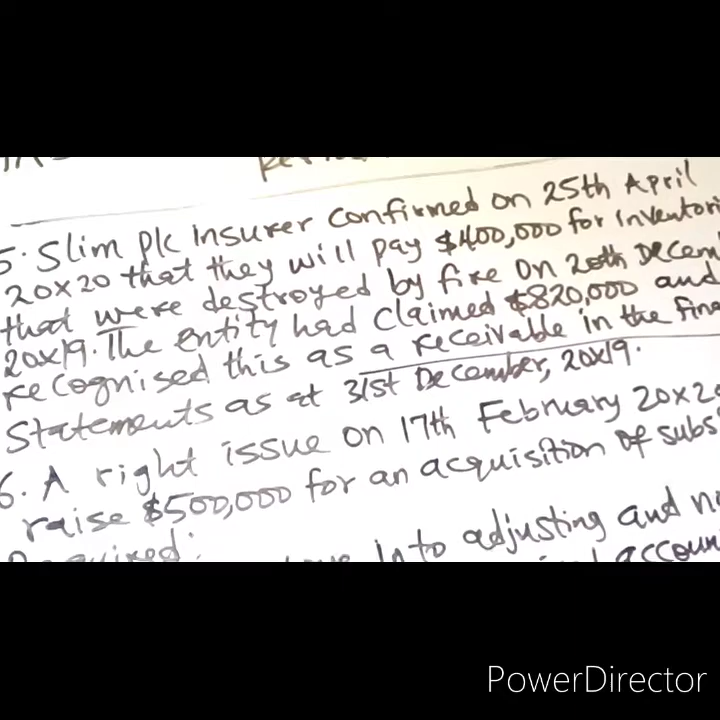 5. Slim plc insurer confirmed on 25th April
20x20 that they will pay $400,000 for inventori
that were destroyed by fire on 20th Decem
20x19. The entity had claimed $820,000 and
recognised this as a receivable in the fina
Statements as at 31st December, 20x19.
6. A right issue on 17th February 20x20
raise $500,000 for an acquisition of subs
into adjusting and n
accoun
PowerDirector